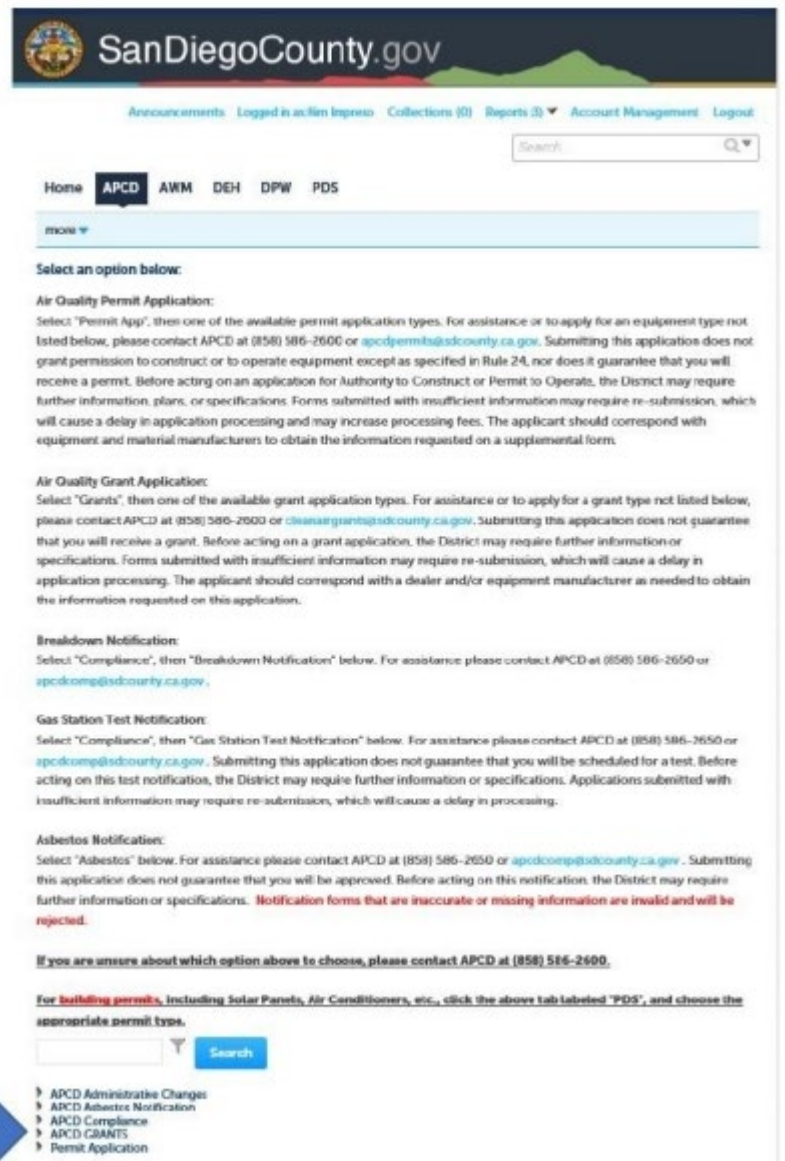 SanDiegoCounty.gov
Announcements Logged in as: Collections (0) Reports (3) Account Management Logout
Search
Home APCD AWM DEH DPW PDS
more
Select an option below:
Air Quality Permit Application:
Select "Permit App", then one of the available permit application types. For assistance or to apply for an equipment type not
listed below, please contact APCD at (858) 586-2600 or apcdpermits@sdcounty.ca.gov. Submitting this application does not
grant permission to construct or to operate equipment except as specified in Rule 24, nor does it guarantee that you will
receive a permit. Before acting on an application for Authority to Construct or Permit to Operate, the District may require
further information, plans, or specifications. Forms submitted with insufficient information may require re-submission, which
will cause a delay in application processing and may increase processing fees. The applicant should correspond with
equipment and material manufacturers to obtain the information requested on a supplemental form.
Air Quality Grant Application:
Select "Grants", then one of the available grant application types. For assistance or to apply for a grant type not listed below,
please contact APCD at (858) 586-2600 or cleanairgrants@sdcounty.ca.gov. Submitting this application does not guarantee
that you will receive a grant. Before acting on a grant application, the District may require further information or
specifications. Forms submitted with insufficient information may require re-submission, which will cause a delay in
application processing. The applicant should correspond with a dealer and/or equipment manufacturer as needed to obtain
the information requested on this application.
Breakdown Notification:
Select "Compliance", then "Breakdown Notification" below. For assistance please contact APCD at (858) 586-2650 or
apcdcomp@sdcounty.ca.gov.
Gas Station Test Notification:
Select "Compliance", then "Gas Station Test Notification" below. For assistance please contact APCD at (858) 586-2650 or
apcdcomp@sdcounty.ca.gov. Submitting this application does not guarantee that you will be scheduled for a test. Before
acting on this test notification, the District may require further information or specifications. Applications submitted with
insufficient information may require re-submission, which will cause a delay in processing.
Asbestos Notification:
Select "Asbestos" below. For assistance please contact APCD at (858) 586-2650 or apcdcomp@sdcounty.ca.gov. Submitting
this application does not guarantee that you will be approved. Before acting on this notification, the District may require
further information or specifications. Notification forms that are inaccurate or missing information are invalid and will be
rejected.
If you are unsure about which option above to choose, please contact APCD at (858) 586-2600.
For building permits, including Solar Panels, Air Conditioners, etc., click the above tab labeled "PDS", and choose the
appropriate permit type.
Search
APCD Administrative Changes
APCD Asbestos Notification
APCD Compliance
APCD GRANTS
Permit Application